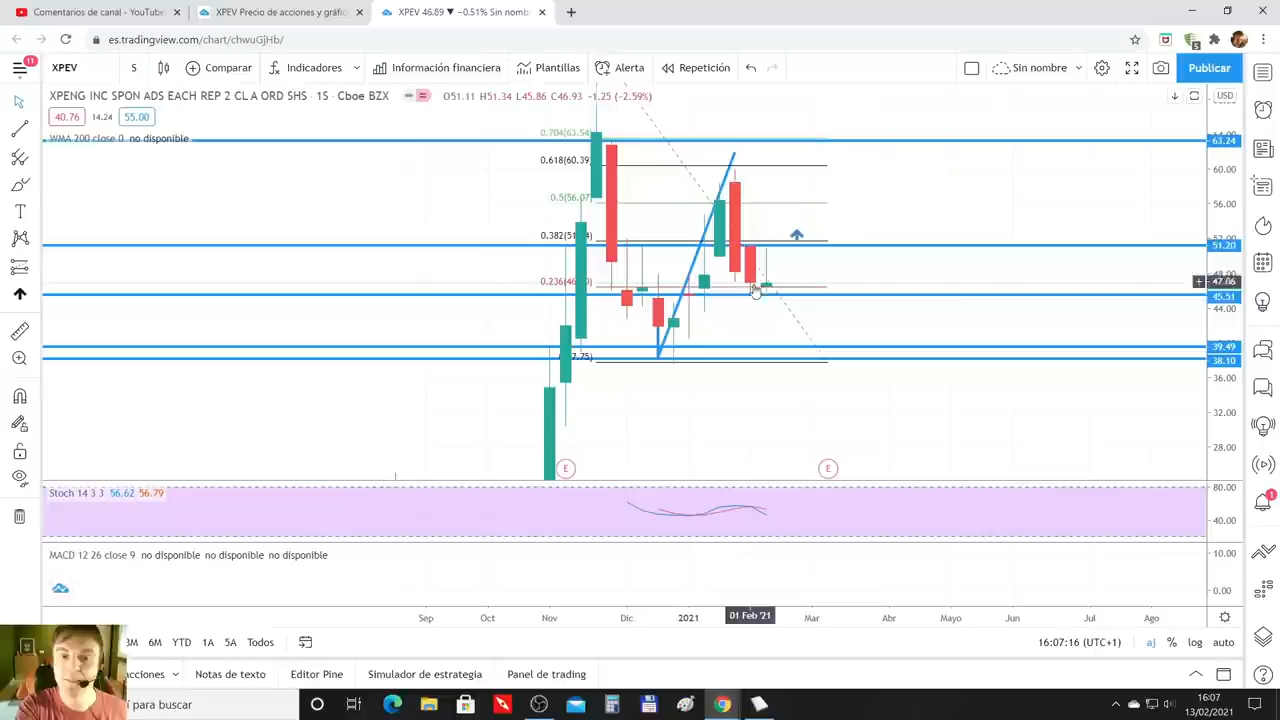 Comentarios de canal - YouTube
XPEV Precio de acciones y gráfic
XPEV 46.89 ▼ −0.51% Sin nomb
es.tradingview.com/chart/chwuGjHb/
11
XPEV
S
Comparar
Indicadores
Información financiera
Plantillas
Alerta
Repetición
Sin nombre
Publicar
XPENG INC SPON ADS EACH REP 2 CL A ORD SHS · 1S · Cboe BZX
O51.11 H51.34 L45.86 C46.93 −1.25 (−2.59%)
USD
40.76
14.24
55.00
WMA 200 close 0 no disponible
0.704(63.54)
0.618(60.39)
0.5(56.07)
63.24
60.00
56.00
51.20
47.06
45.51
44.00
39.49
38.10
36.00
32.00
28.00
E
E
Stoch 14 3 3 56.62 56.79
80.00
40.00
MACD 12 26 close 9 no disponible no disponible no disponible
10.00
0.00
Sep
Oct
Nov
Dic
2021
01 Feb '21
Mar
Abr
Mayo
Jun
Jul
Ago
3M
6M
YTD
1A
5A
Todos
16:07:16 (UTC+1)
aj
%
log
auto
Notas de texto
Editor Pine
Simulador de estrategia
Panel de trading
para buscar
16:07
13/02/2021